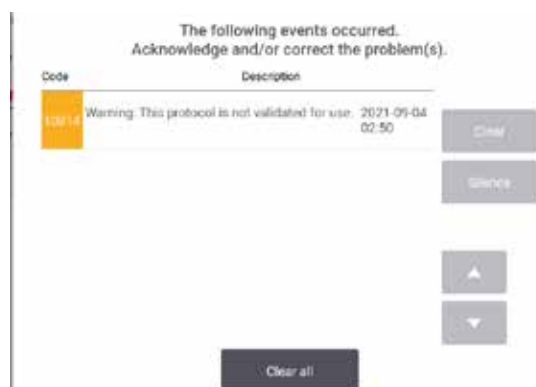 The following events occurred.
Acknowledge and/or correct the problem(s).
Code Description
Warning: This protocol is not validated for use. 2021-09-04
02:50
Clear
Silence
Clear all